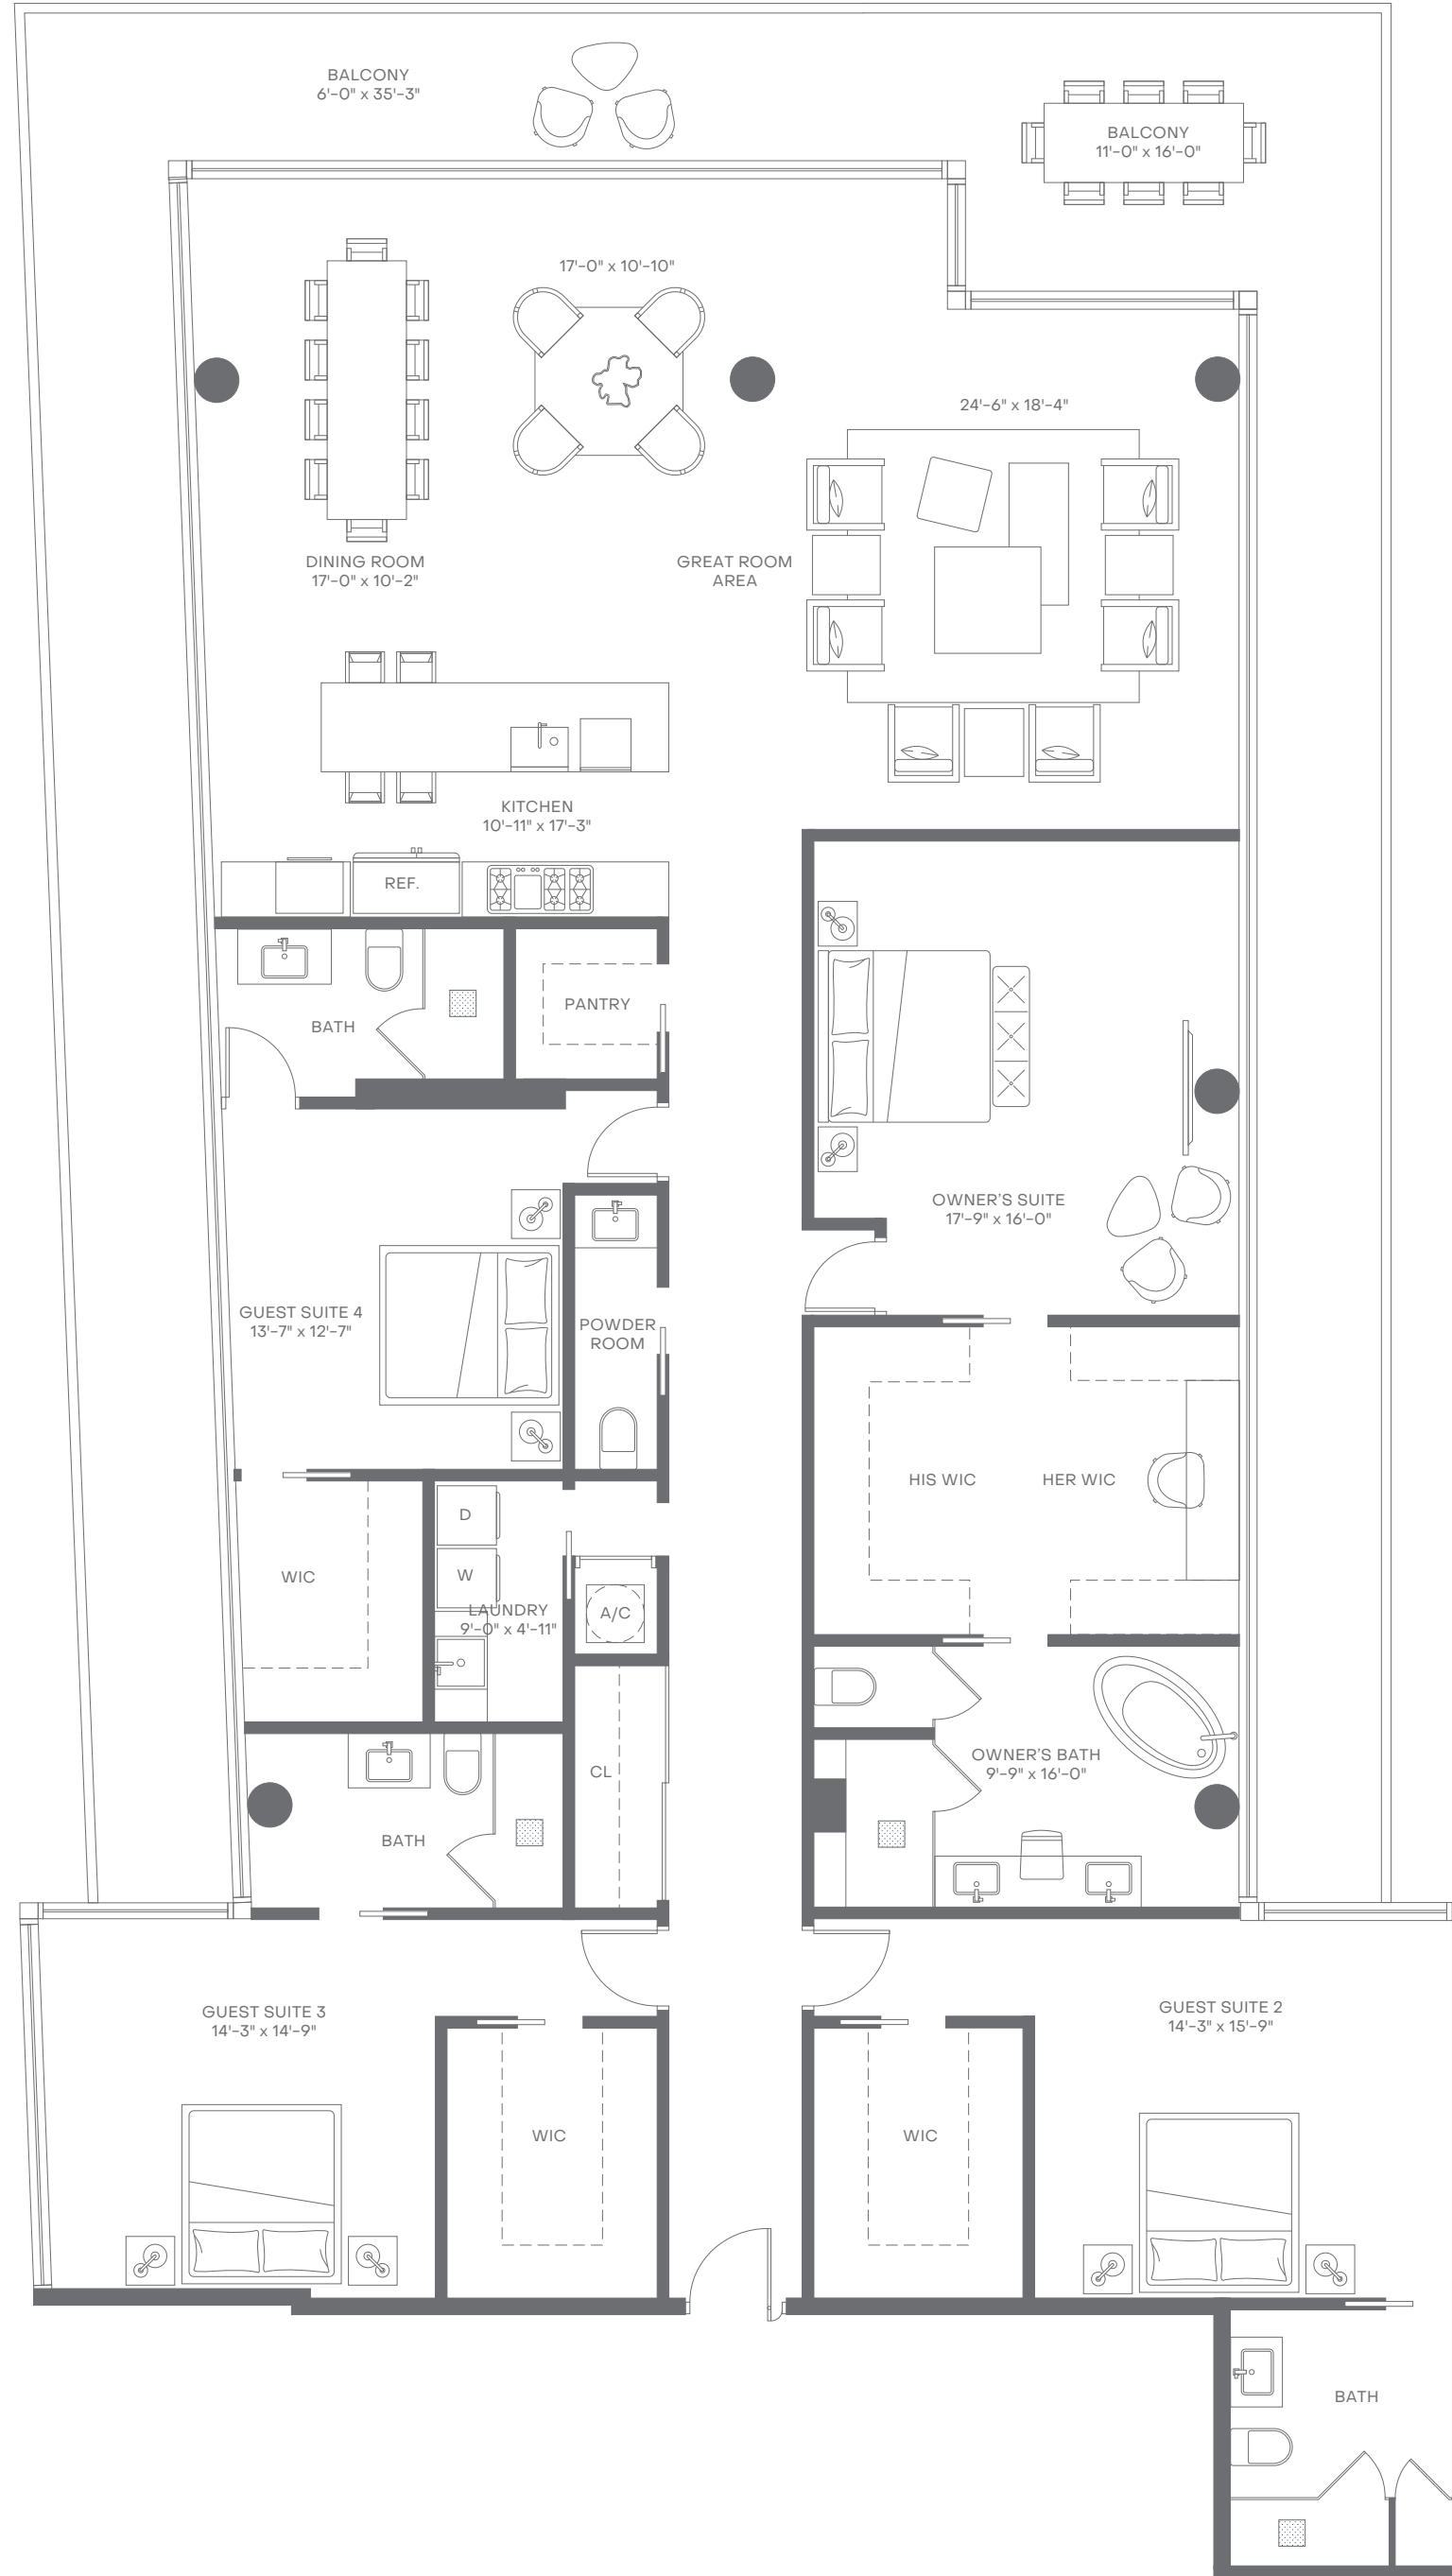 BALCONY
6'-0" x 35'-3"
BALCONY
11'-0" x 16'-0"
17'-0" x 10'-10"
24'-6" x 18'-4"
DINING ROOM
17'-0" x 10'-2"
GREAT ROOM
AREA
KITCHEN
10'-11" x 17'-3"
REF.
BATH
PANTRY
OWNER'S SUITE
17'-9" x 16'-0"
GUEST SUITE 4
13'-7" x 12'-7"
POWDER
ROOM
HIS WIC
HER WIC
D
W
WIC
LAUNDRY
9'-0" x 4'-11"
A/C
CL
OWNER'S BATH
9'-9" x 16'-0"
BATH
GUEST SUITE 3
14'-3" x 14'-9"
GUEST SUITE 2
14'-3" x 15'-9"
WIC
WIC
BATH